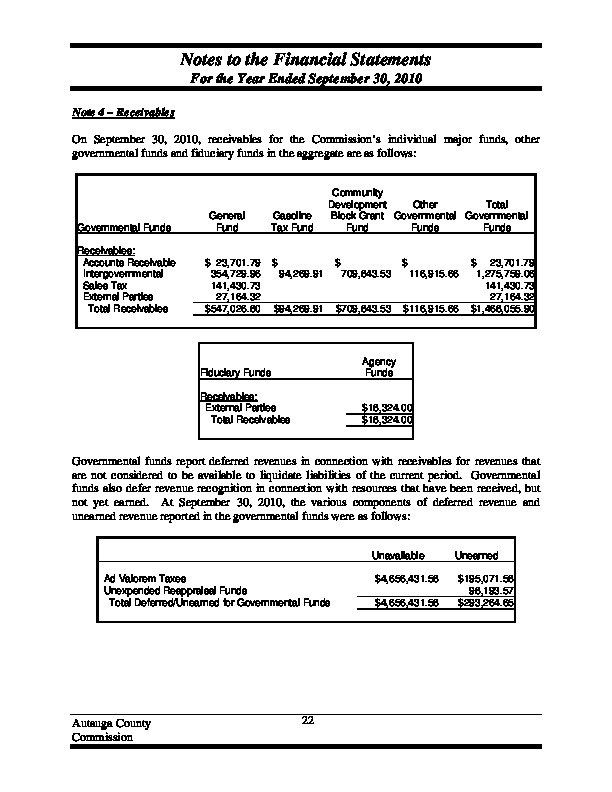 Notes to the Financial Statements
For the Year Ended September 30, 2010
Note 4 – Receivables
On September 30, 2010, receivables for the Commission's individual major funds, other
governmental funds and fiduciary funds in the aggregate are as follows:
Community
Development Other Total
General Gasoline Block Grant Governmental Governmental
Governmental Funds Fund Tax Fund Fund Funds Funds
Receivables:
Accounts Receivable $ 23,701.79 $ $ $ $ 23,701.79
Intergovernmental 354,729.96 94,269.91 709,843.53 116,915.66 1,275,759.06
Sales Tax 141,430.73 141,430.73
External Parties 27,164.32 27,164.32
Total Receivables $547,026.80 $94,269.91 $709,843.53 $116,915.66 $1,468,055.90
Agency
Fiduciary Funds Funds
Receivables:
External Parties $16,324.00
Total Receivables $16,324.00
Governmental funds report deferred revenues in connection with receivables for revenues that
are not considered to be available to liquidate liabilities of the current period. Governmental
funds also defer revenue recognition in connection with resources that have been received, but
not yet earned. At September 30, 2010, the various components of deferred revenue and
unearned revenue reported in the governmental funds were as follows:
Unavailable Unearned
Ad Valorem Taxes $4,656,431.56 $195,071.08
Unexpended Reappraisal Funds 98,193.57
Total Deferred/Unearned for Governmental Funds $4,656,431.56 $293,264.65
Autauga County 22
Commission